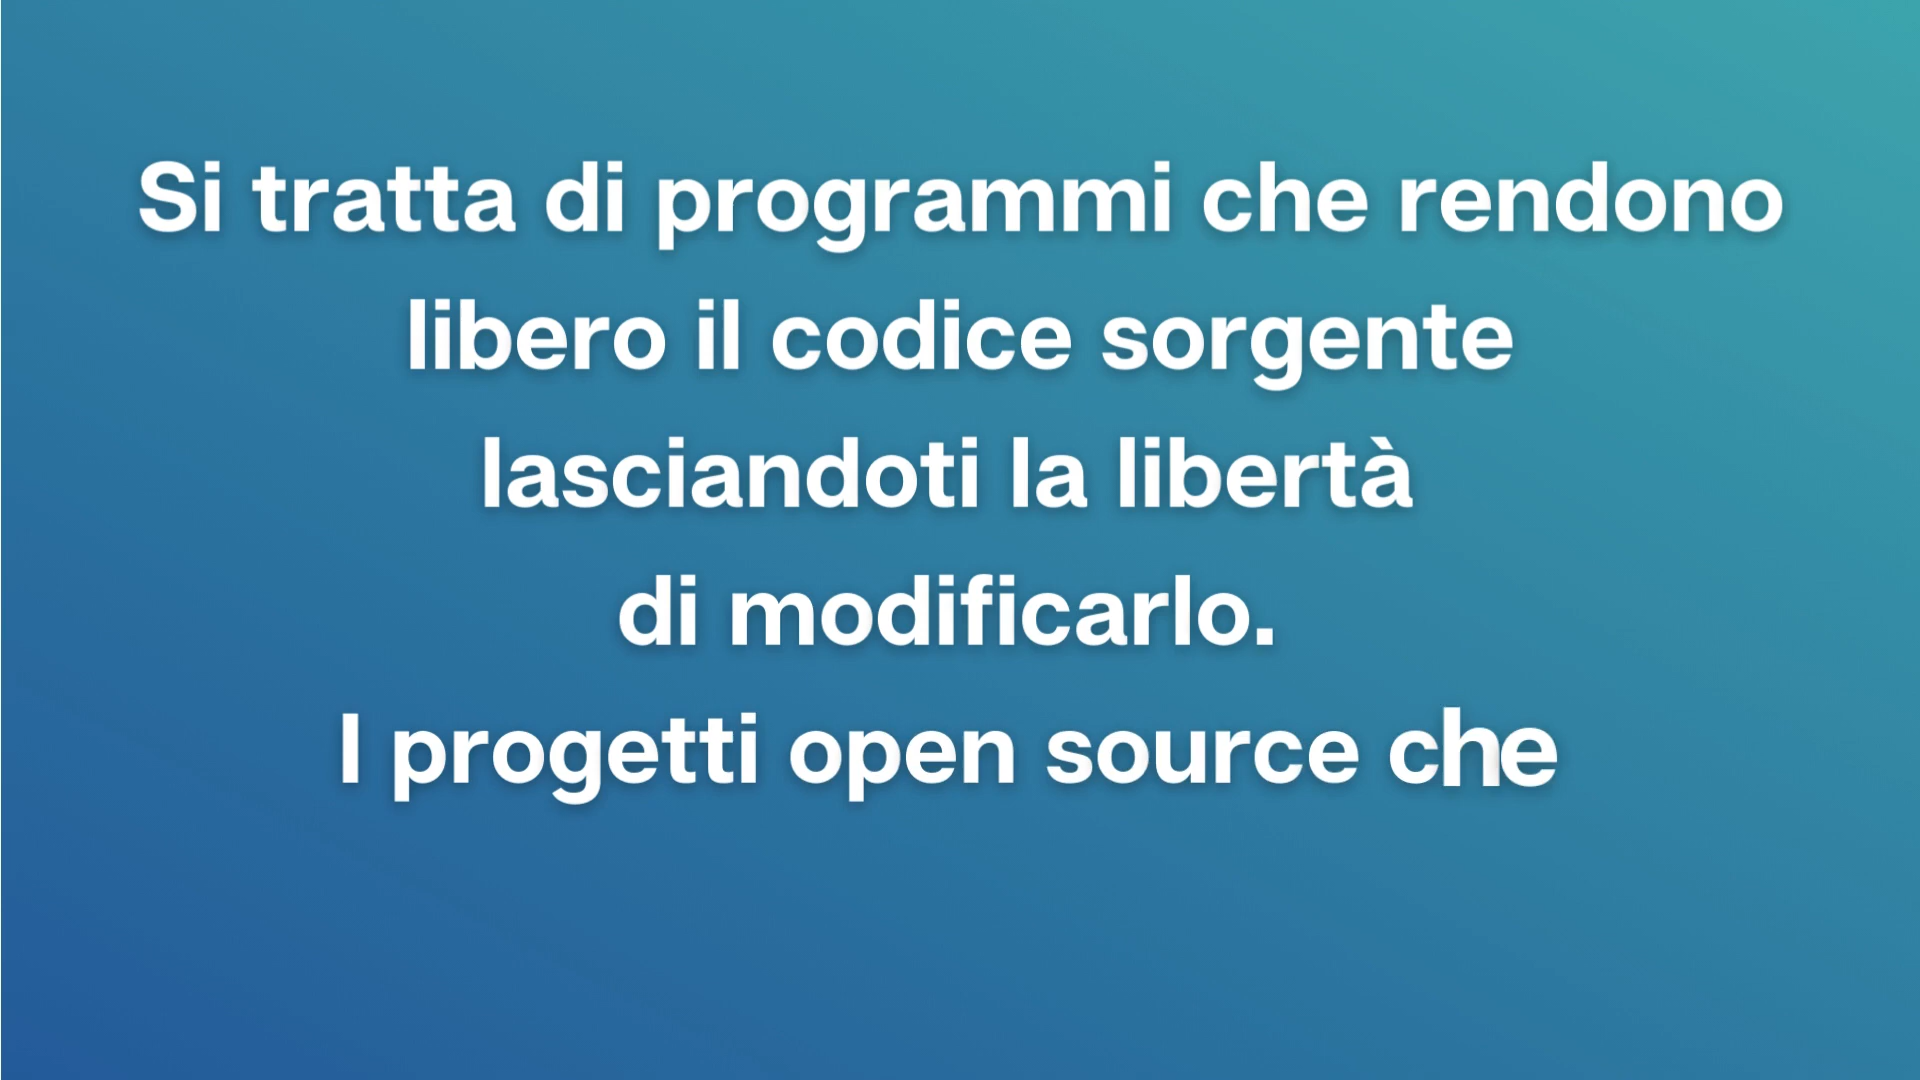 Si tratta di programmi che rendono
libero il codice sorgente
lasciandoti la libertà
di modificarlo.
I progetti open source che